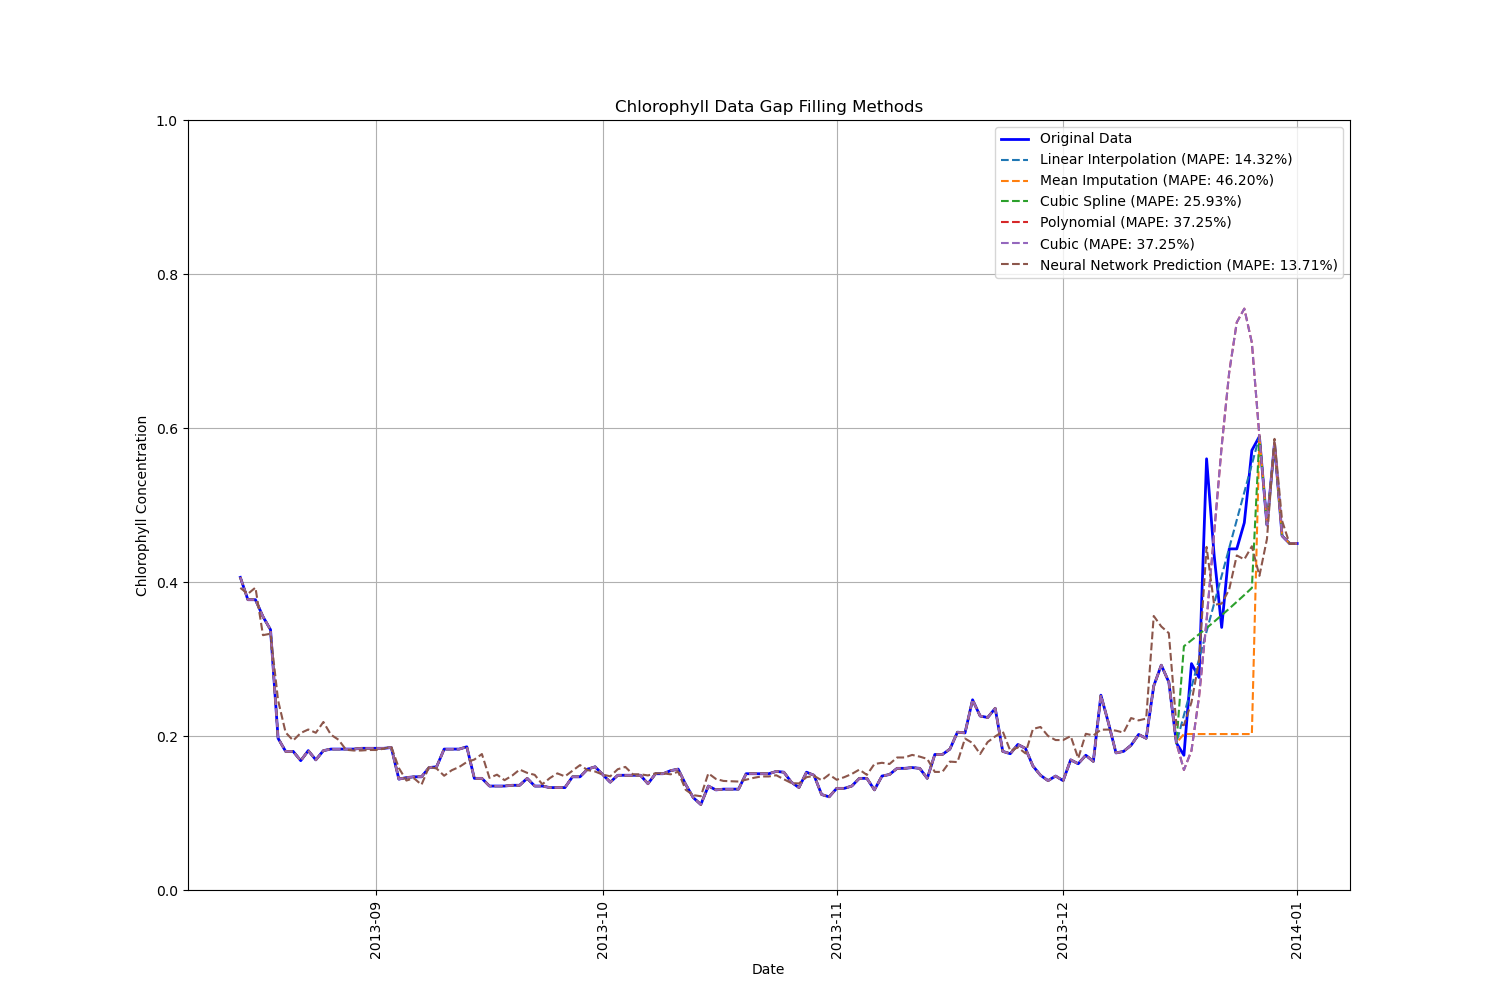 Chlorophyll Data Gap Filling Methods
Chlorophyll Concentration
1.0
0.8
0.6
0.4
0.2
0.0
Original Data
Linear Interpolation (MAPE: 14.32%)
Mean Imputation (MAPE: 46.20%)
Cubic Spline (MAPE: 25.93%)
Polynomial (MAPE: 37.25%)
Cubic (MAPE: 37.25%)
Neural Network Prediction (MAPE: 13.71%)
2013-09
2013-10
2013-11
2013-12
2014-01
Date